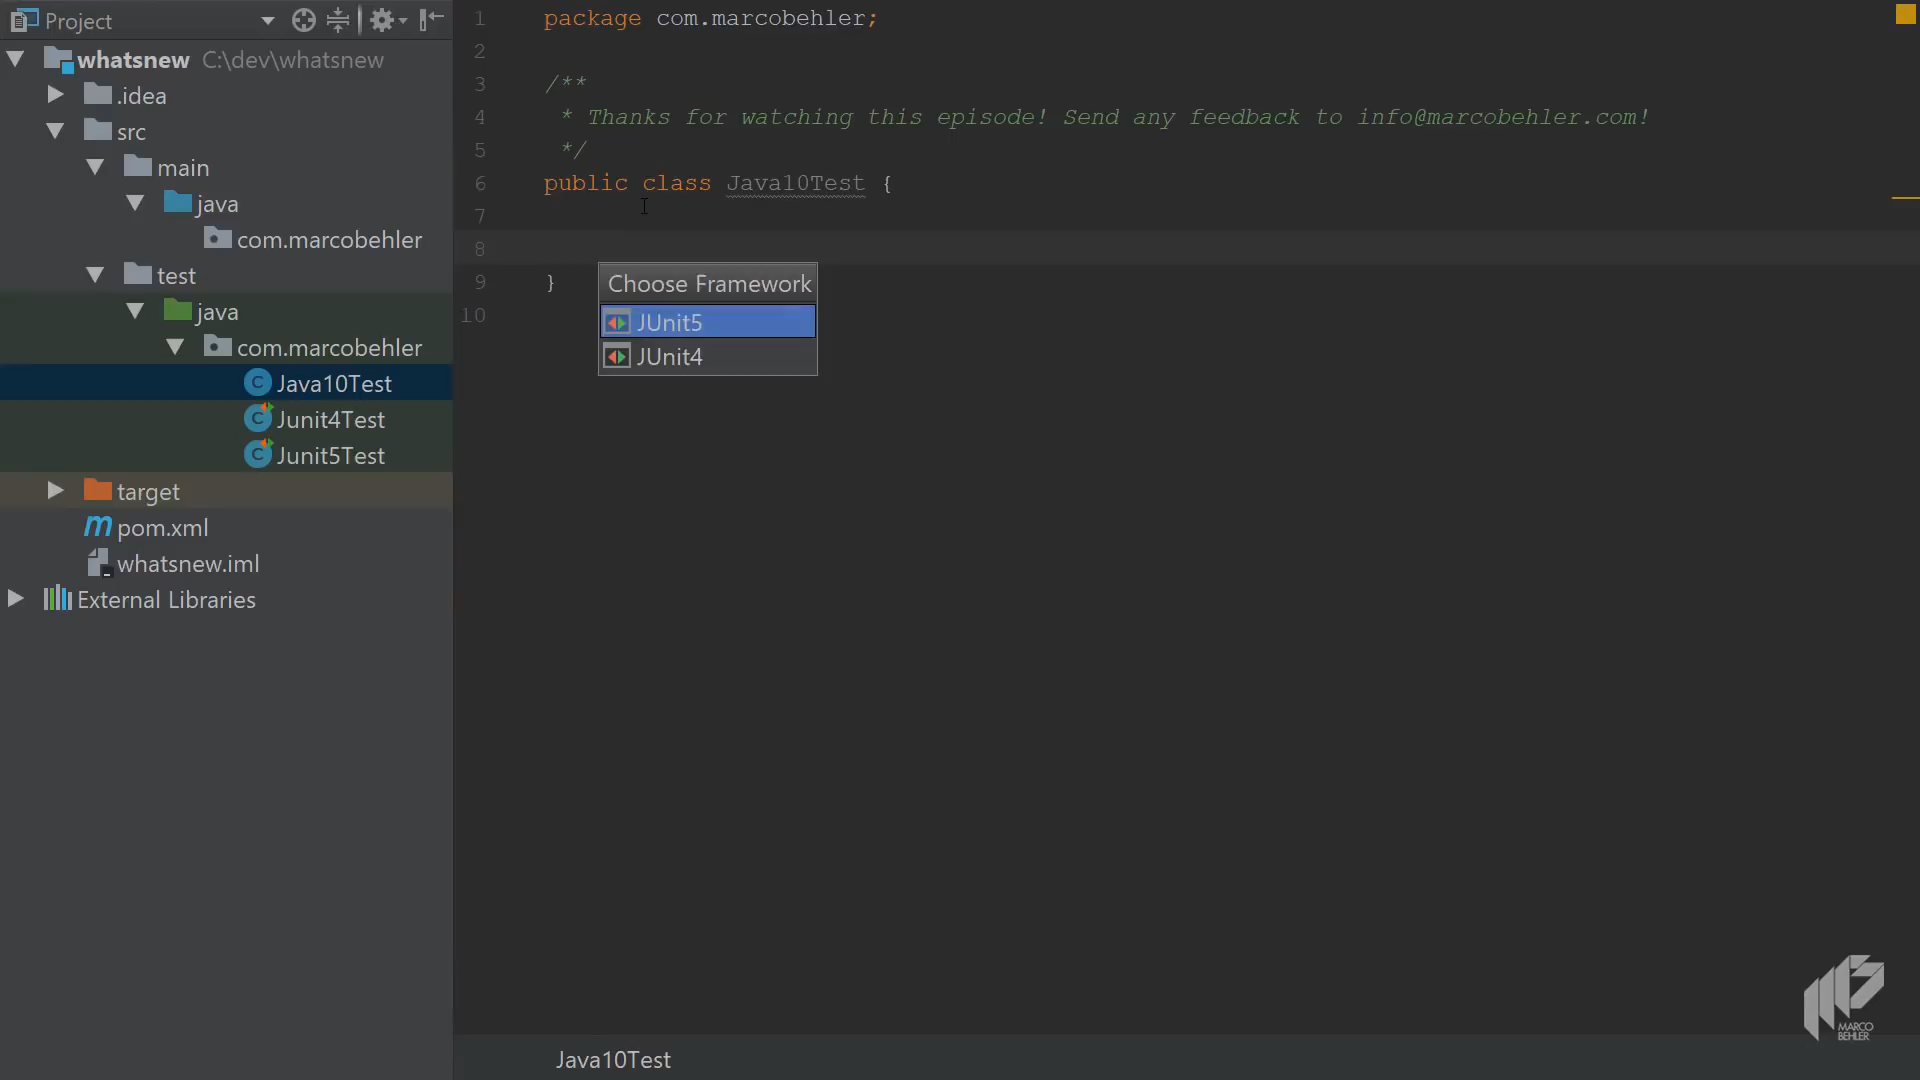 Project
whatsnew C:\dev\whatsnew
.idea
src
main
java
com.marcobehler
test
java
com.marcobehler
Java10Test
Junit4Test
Junit5Test
target
pom.xml
whatsnew.iml
External Libraries
1 package com.marcobehler;
2
3 /**
4 * Thanks for watching this episode! Send any feedback to info@marcobehler.com!
5 */
6 public class Java10Test {
7
8
9 }
10
Choose Framework
JUnit5
JUnit4
Java10Test
MARCO
BEHLER